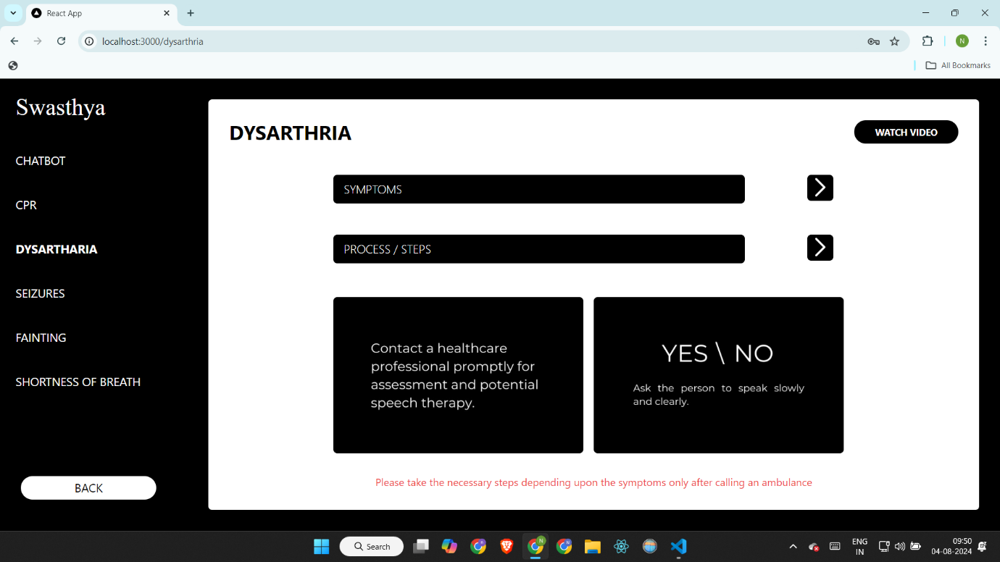 React App
localhost:3000/dysarthria
N
All Bookmarks
Swasthya
CHATBOT
CPR
DYSARTHARIA
SEIZURES
FAINTING
SHORTNESS OF BREATH
BACK
DYSARTHRIA
WATCH VIDEO
SYMPTOMS
PROCESS / STEPS
Contact a healthcare
professional promptly for
assessment and potential
speech therapy.
YES \ NO
Ask the person to speak slowly
and clearly.
Please take the necessary steps depending upon the symptoms only after calling an ambulance
Search
ENG
IN
09:50
04-08-2024